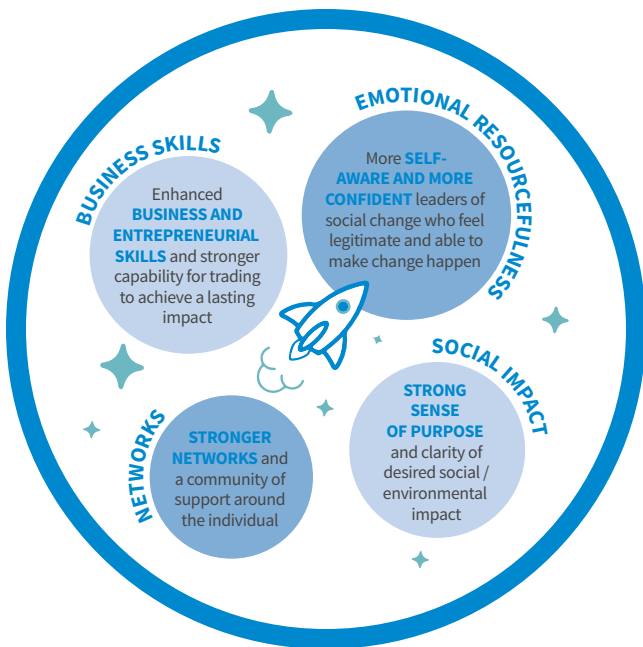 BUSINESS SKILLS
Enhanced
BUSINESS AND
ENTREPRENEURIAL
SKILLS and stronger
capability for trading
to achieve a lasting
impact
EMOTIONAL RESOURCEFULNESS
More SELF-
AWARE AND MORE
CONFIDENT leaders of
social change who feel
legitimate and able to
make change happen
NETWORKS
STRONGER
NETWORKS and
a community of
support around
the individual
SOCIAL IMPACT
STRONG
SENSE
OF PURPOSE
and clarity of
desired social /
environmental
impact